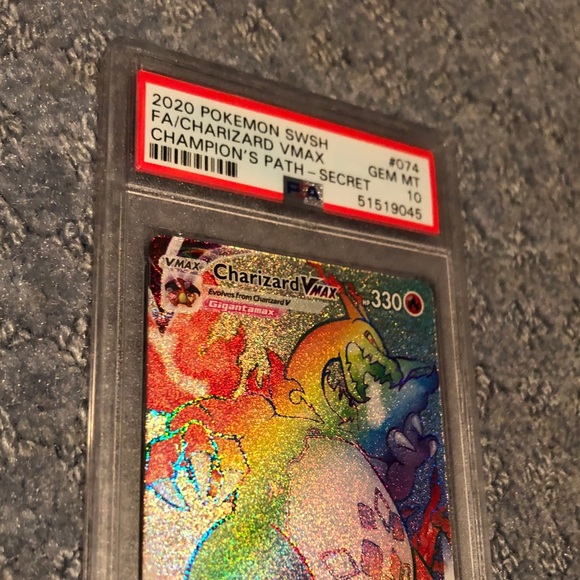 2020 POKEMON SWSH #074
FA/CHARIZARD VMAX GEM MT
CHAMPION'S PATH - SECRET 10
PSA 51519045
VMAX Charizard VMAX 330
Evolves from Charizard V
Gigantamax